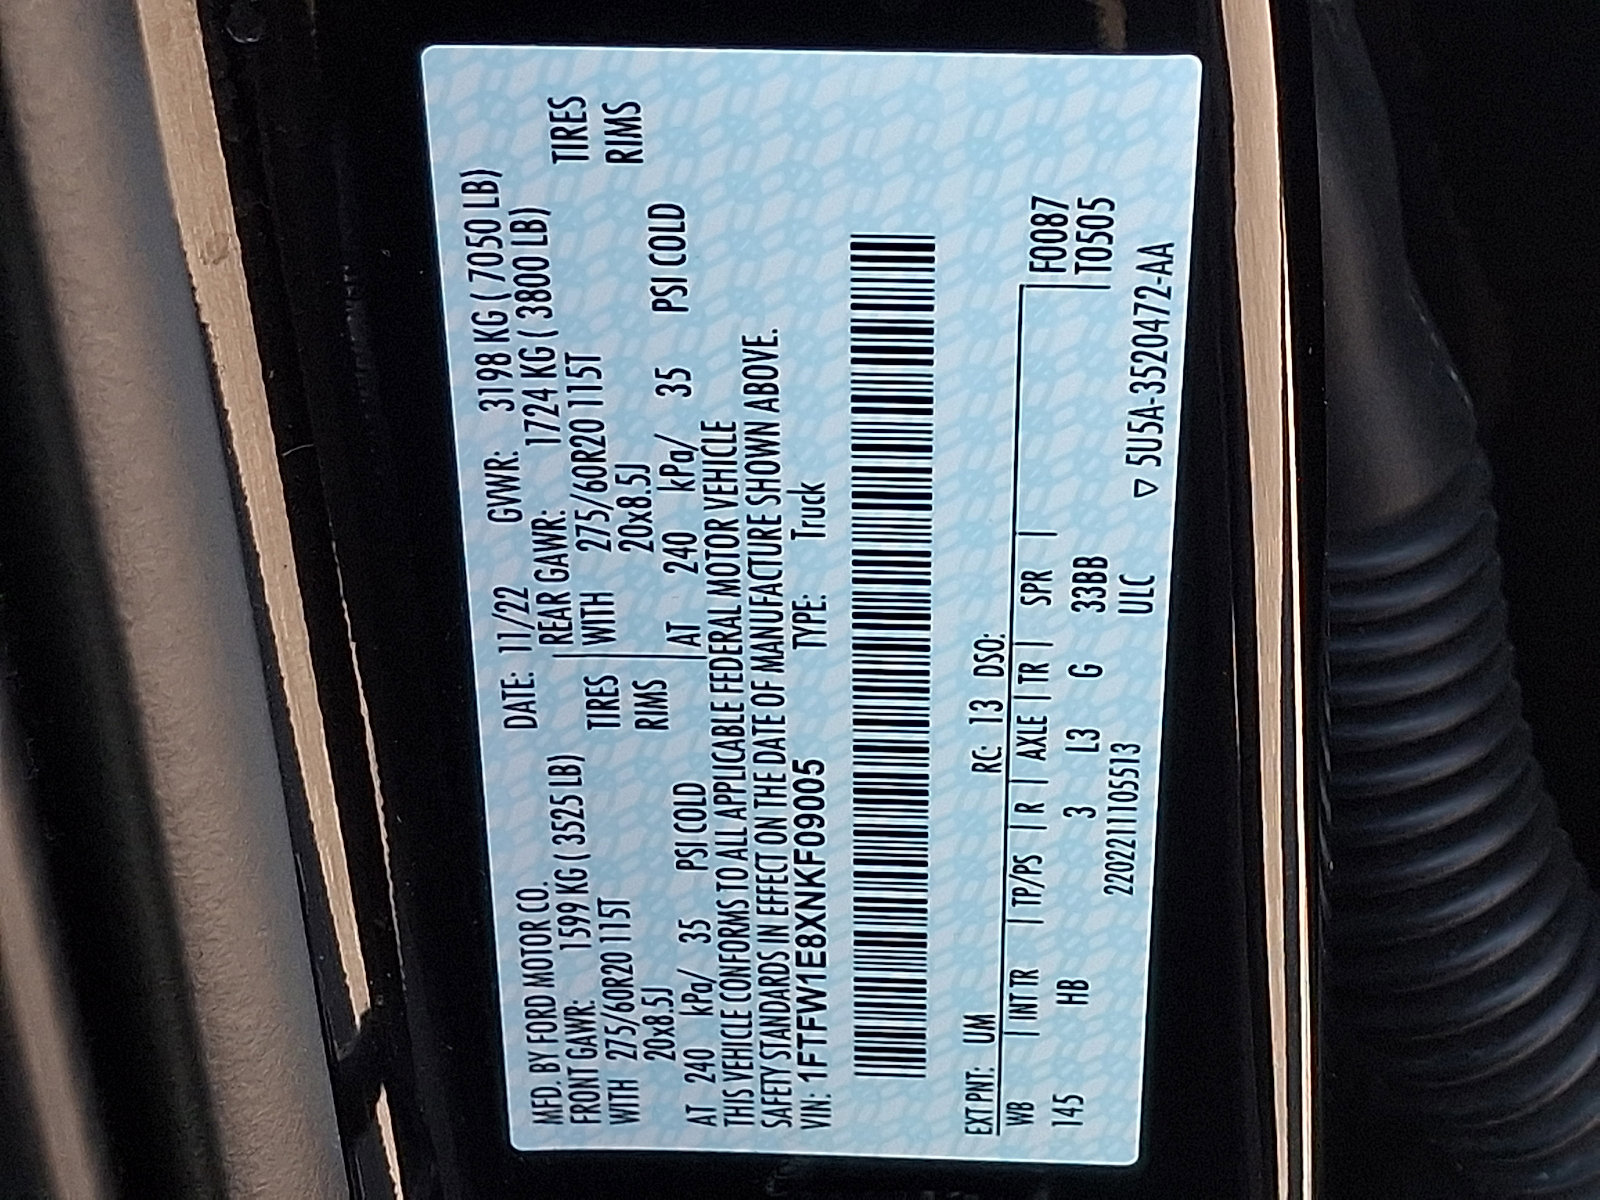 MFD. BY FORD MOTOR CO. DATE: 11/22 GVWR: 3198 KG ( 7050 LB)
FRONT GAWR: 1599 KG ( 3525 LB) REAR GAWR: 1724 KG ( 3800 LB)
WITH 275/60R20 115T TIRES WITH 275/60R20 115T TIRES
20x8.5J RIMS 20x8.5J RIMS
AT 240 kPa/ 35 PSI COLD AT 240 kPa/ 35 PSI COLD
THIS VEHICLE CONFORMS TO ALL APPLICABLE FEDERAL MOTOR VEHICLE
SAFETY STANDARDS IN EFFECT ON THE DATE OF MANUFACTURE SHOWN ABOVE.
VIN: 1FTFW1E8XNKF09005 TYPE: Truck
EXT PNT: UM RC: 13 DSO:
WB | INT TR | TP/PS | R | AXLE | TR | SPR | F0087
145 HB 3 L3 G 33BB T0505
20221105513 ULC
▽ 5U5A-3520472-AA